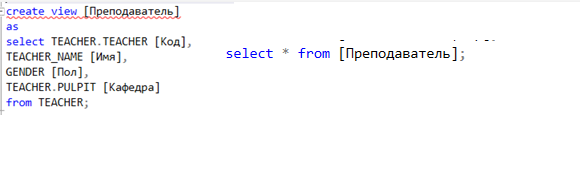 create view [Преподаватель]
as
select TEACHER.TEACHER [Код],
TEACHER_NAME [Имя],
GENDER [Пол],
TEACHER.PULPIT [Кафедра]
from TEACHER;
select * from [Преподаватель];